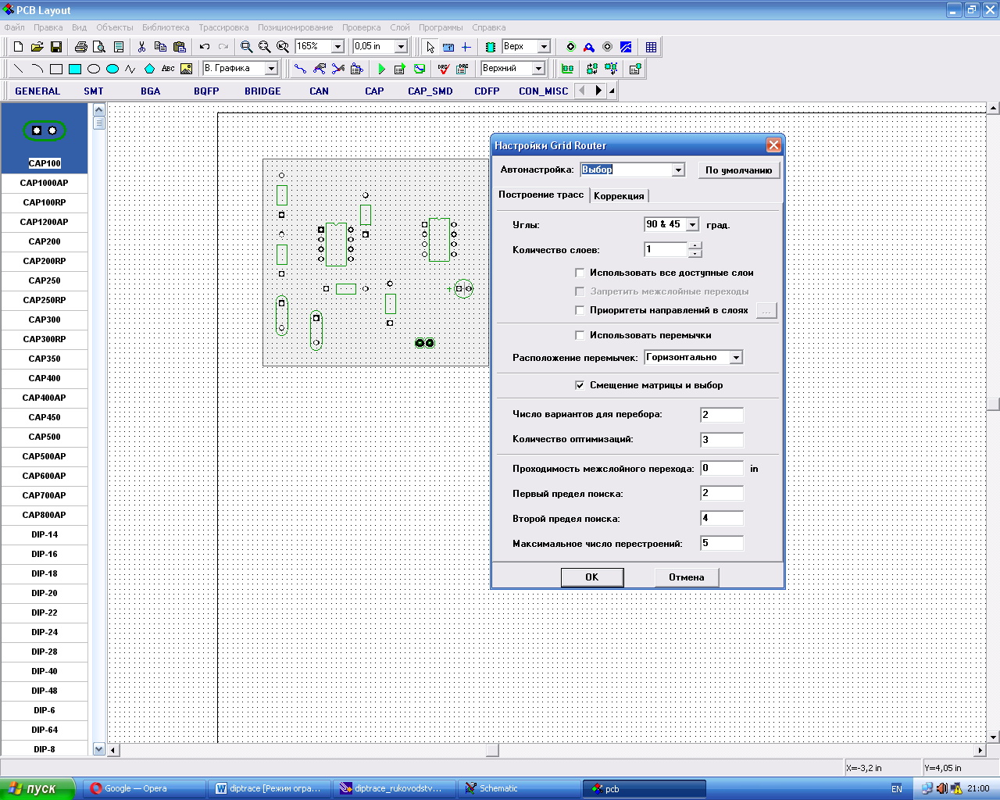 PCB Layout
Файл Правка Вид Объекты Библиотека Трассировка Позиционирование Проверка Слой Программы Справка
165% 0,05 in Верх
Abc В. Графика DRC DRC Верхний
GENERAL SMT BGA BQFP BRIDGE CAN CAP CAP_SMD CDFP CON_MISC
CAP100
CAP1000AP
CAP100RP
CAP1200AP
CAP200
CAP200RP
CAP250
CAP250RP
CAP300
CAP300RP
CAP350
CAP400
CAP400AP
CAP450
CAP500
CAP500AP
CAP600AP
CAP700AP
CAP800AP
DIP-14
DIP-16
DIP-18
DIP-20
DIP-22
DIP-24
DIP-28
DIP-40
DIP-48
DIP-6
DIP-64
DIP-8
Настройки Grid Router
Автонастройка: Выбор По умолчанию
Построение трасс Коррекция
Углы: 90 & 45 град.
Количество слоев: 1
Использовать все доступные слои
Запретить межслойные переходы
Приоритеты направлений в слоях ...
Использовать перемычки
Расположение перемычек: Горизонтально
Смещение матрицы и выбор
Число вариантов для перебора: 2
Количество оптимизаций: 3
Проходимость межслойного перехода: 0 in
Первый предел поиска: 2
Второй предел поиска: 4
Максимальное число перестроений: 5
OK Отмена
X=-3,2 in Y=4,05 in
пуск Google — Opera diptrace [Режим огра... diptrace_rukovodstv... Schematic pcb EN 21:00